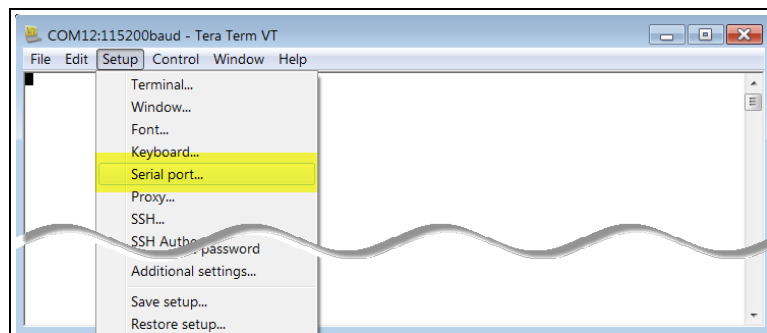 COM12:115200baud - Tera Term VT
File Edit Setup Control Window Help
Terminal...
Window...
Font...
Keyboard...
Serial port...
Proxy...
SSH...
SSH Authe
password
Additional settings...
Save setup...
Restore setup...